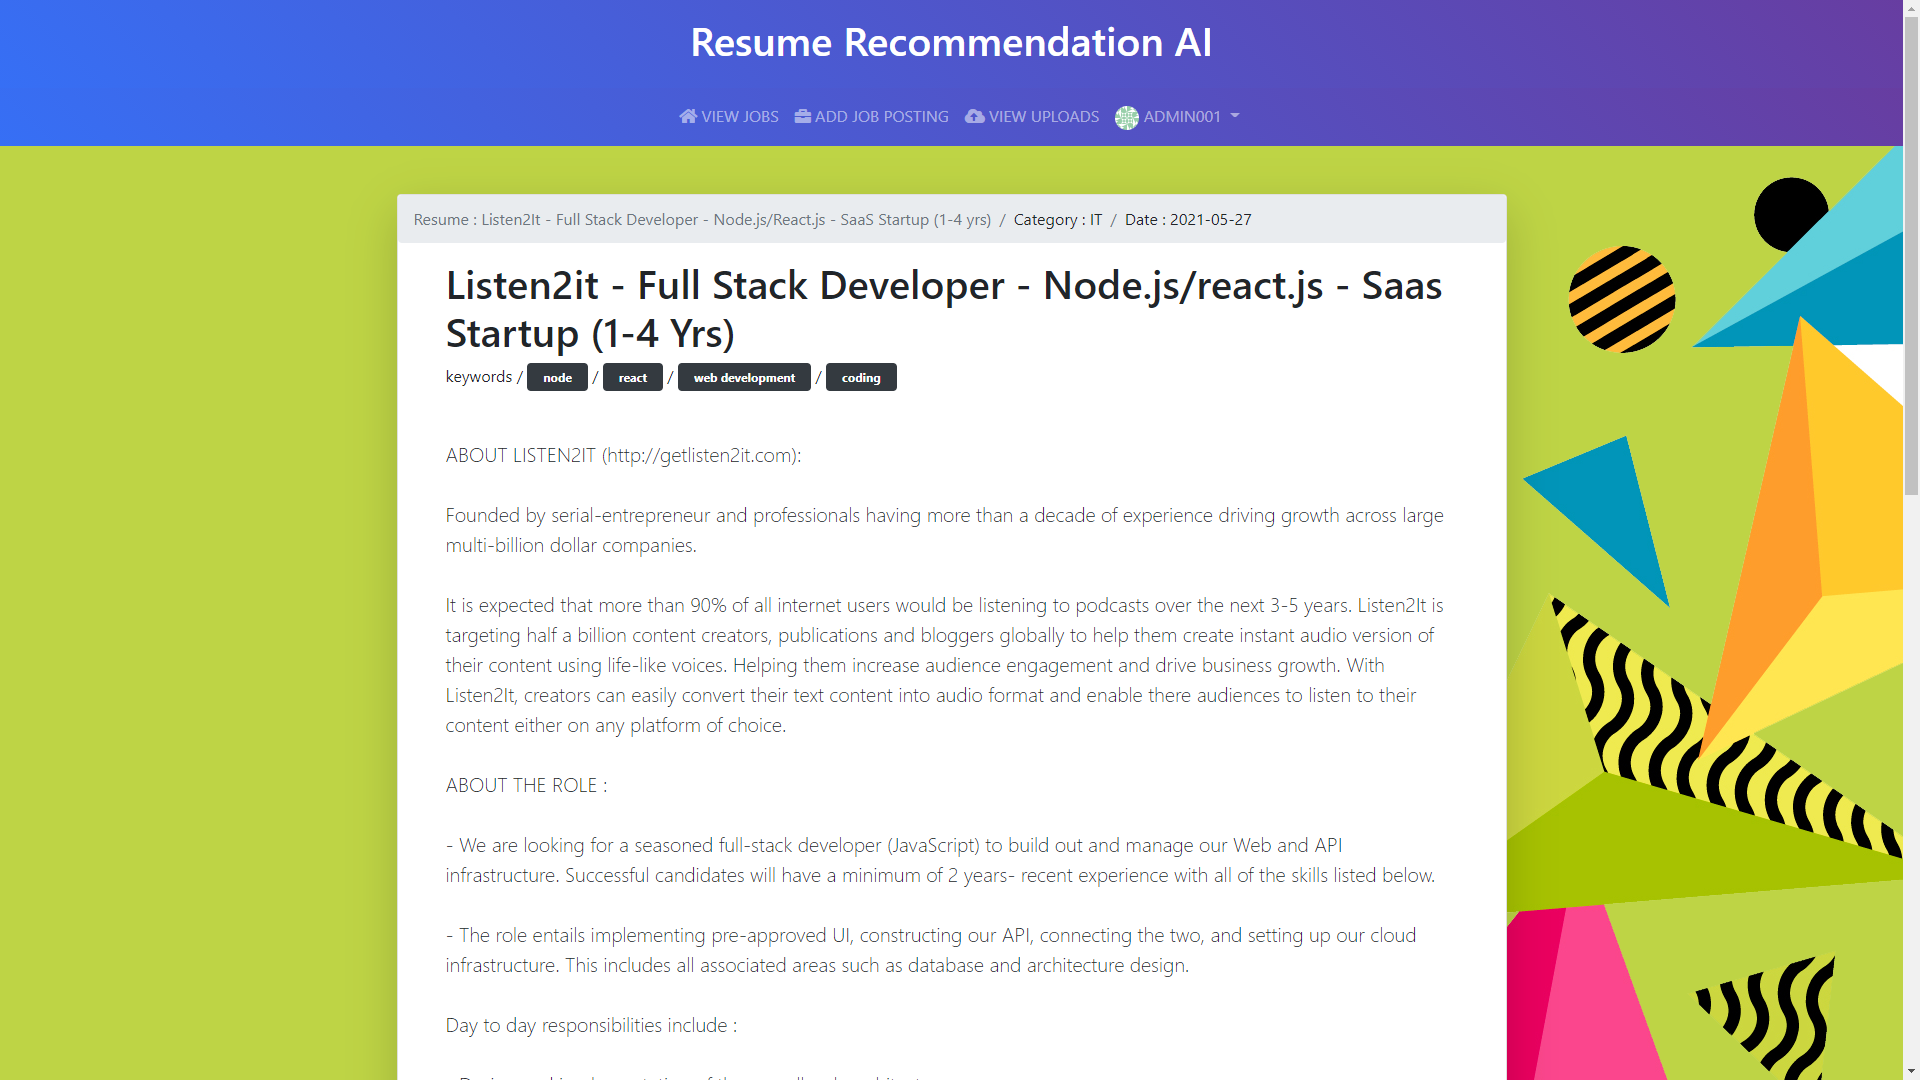 Resume Recommendation AI
VIEW JOBS ADD JOB POSTING VIEW UPLOADS ADMIN001
Resume : Listen2It - Full Stack Developer - Node.js/React.js - SaaS Startup (1-4 yrs) / Category : IT / Date : 2021-05-27
Listen2it - Full Stack Developer - Node.js/react.js - Saas
Startup (1-4 Yrs)
keywords / node / react / web development / coding
ABOUT LISTEN2IT (http://getlisten2it.com):
Founded by serial-entrepreneur and professionals having more than a decade of experience driving growth across large
multi-billion dollar companies.
It is expected that more than 90% of all internet users would be listening to podcasts over the next 3-5 years. Listen2It is
targeting half a billion content creators, publications and bloggers globally to help them create instant audio version of
their content using life-like voices. Helping them increase audience engagement and drive business growth. With
Listen2It, creators can easily convert their text content into audio format and enable there audiences to listen to their
content either on any platform of choice.
ABOUT THE ROLE :
- We are looking for a seasoned full-stack developer (JavaScript) to build out and manage our Web and API
infrastructure. Successful candidates will have a minimum of 2 years- recent experience with all of the skills listed below.
- The role entails implementing pre-approved UI, constructing our API, connecting the two, and setting up our cloud
infrastructure. This includes all associated areas such as database and architecture design.
Day to day responsibilities include :